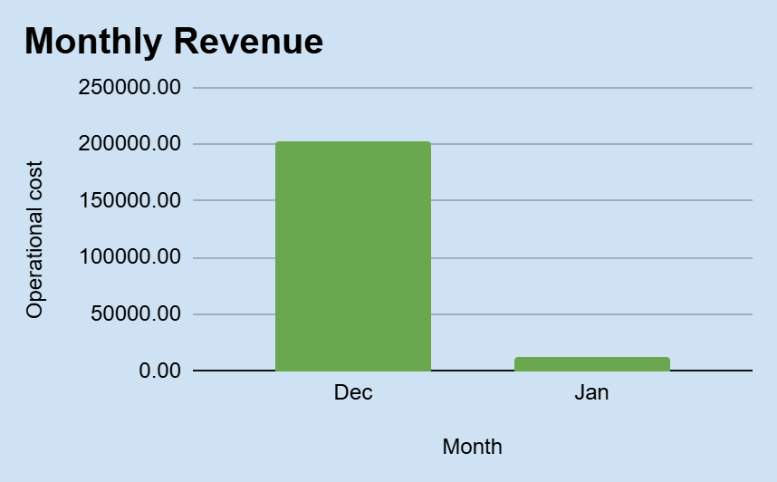 Monthly Revenue
250000.00
200000.00
150000.00
100000.00
50000.00
0.00
Operational cost
Dec
Jan
Month